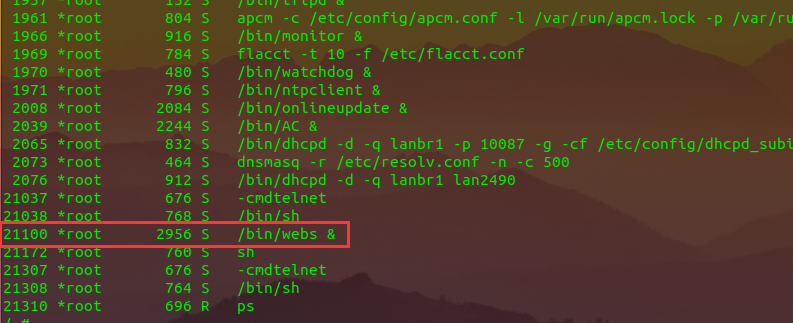 1937 *root 132 S /bin/tftpd &
1961 *root 804 S apcm -c /etc/config/apcm.conf -l /var/run/apcm.lock -p /var/ru
1966 *root 916 S /bin/monitor &
1969 *root 784 S flacct -t 10 -f /etc/flacct.conf
1970 *root 480 S /bin/watchdog &
1971 *root 796 S /bin/ntpclient &
2008 *root 2084 S /bin/onlineupdate &
2039 *root 2244 S /bin/AC &
2065 *root 832 S /bin/dhcpd -d -q lanbr1 -p 10087 -g -cf /etc/config/dhcpd_subi
2073 *root 464 S dnsmasq -r /etc/resolv.conf -n -c 500
2076 *root 912 S /bin/dhcpd -d -q lanbr1 lan2490
21037 *root 676 S -cmdtelnet
21038 *root 768 S /bin/sh
21100 *root 2956 S /bin/webs &
21172 *root 760 S sh
21307 *root 676 S -cmdtelnet
21308 *root 764 S /bin/sh
21310 *root 696 R ps
/ #